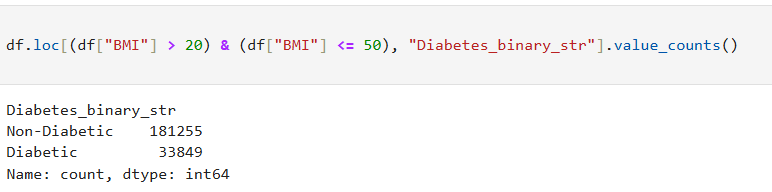 df.loc[(df["BMI"] > 20) & (df["BMI"] <= 50), "Diabetes_binary_str"].value_counts()
Diabetes_binary_str
Non-Diabetic    181255
Diabetic         33849
Name: count, dtype: int64